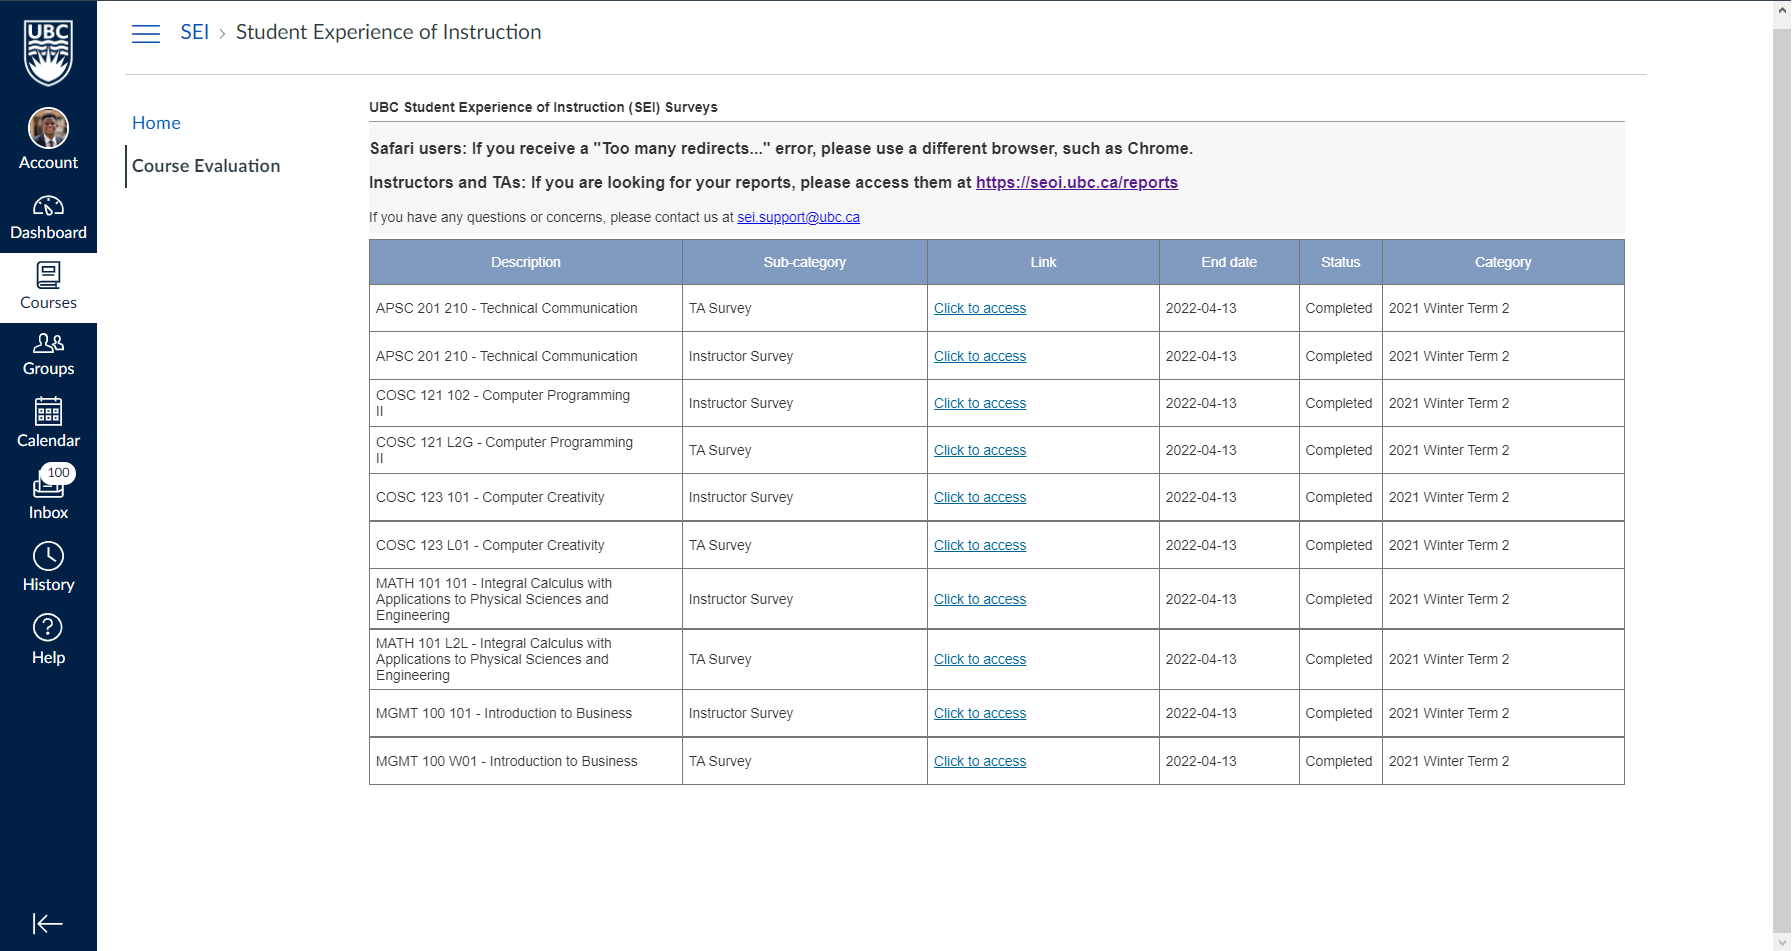 UBC
SEI > Student Experience of Instruction
Account
Dashboard
Courses
Groups
Calendar
100
Inbox
History
Help
Home
Course Evaluation
UBC Student Experience of Instruction (SEI) Surveys
Safari users: If you receive a "Too many redirects..." error, please use a different browser, such as Chrome.
Instructors and TAs: If you are looking for your reports, please access them at https://seoi.ubc.ca/reports
If you have any questions or concerns, please contact us at sei.support@ubc.ca
Description Sub-category Link End date Status Category
APSC 201 210 - Technical Communication TA Survey Click to access 2022-04-13 Completed 2021 Winter Term 2
APSC 201 210 - Technical Communication Instructor Survey Click to access 2022-04-13 Completed 2021 Winter Term 2
COSC 121 102 - Computer Programming
II Instructor Survey Click to access 2022-04-13 Completed 2021 Winter Term 2
COSC 121 L2G - Computer Programming
II TA Survey Click to access 2022-04-13 Completed 2021 Winter Term 2
COSC 123 101 - Computer Creativity Instructor Survey Click to access 2022-04-13 Completed 2021 Winter Term 2
COSC 123 L01 - Computer Creativity TA Survey Click to access 2022-04-13 Completed 2021 Winter Term 2
MATH 101 101 - Integral Calculus with
Applications to Physical Sciences and
Engineering Instructor Survey Click to access 2022-04-13 Completed 2021 Winter Term 2
MATH 101 L2L - Integral Calculus with
Applications to Physical Sciences and
Engineering TA Survey Click to access 2022-04-13 Completed 2021 Winter Term 2
MGMT 100 101 - Introduction to Business Instructor Survey Click to access 2022-04-13 Completed 2021 Winter Term 2
MGMT 100 W01 - Introduction to Business TA Survey Click to access 2022-04-13 Completed 2021 Winter Term 2